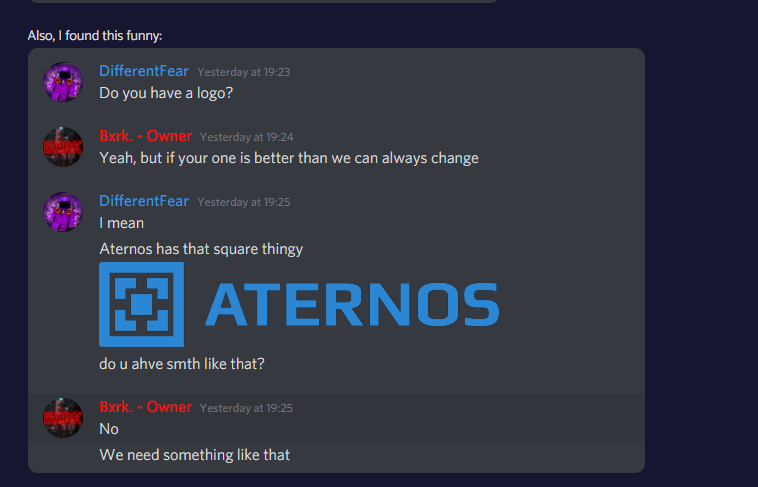 Also, I found this funny:
DifferentFear Yesterday at 19:23
Do you have a logo?
Bxrk. ~ Owner Yesterday at 19:24
Yeah, but if your one is better than we can always change
DifferentFear Yesterday at 19:25
I mean
Aternos has that square thingy
ATERNOS
do u ahve smth like that?
BXRK
Bxrk. ~ Owner Yesterday at 19:25
No
We need something like that